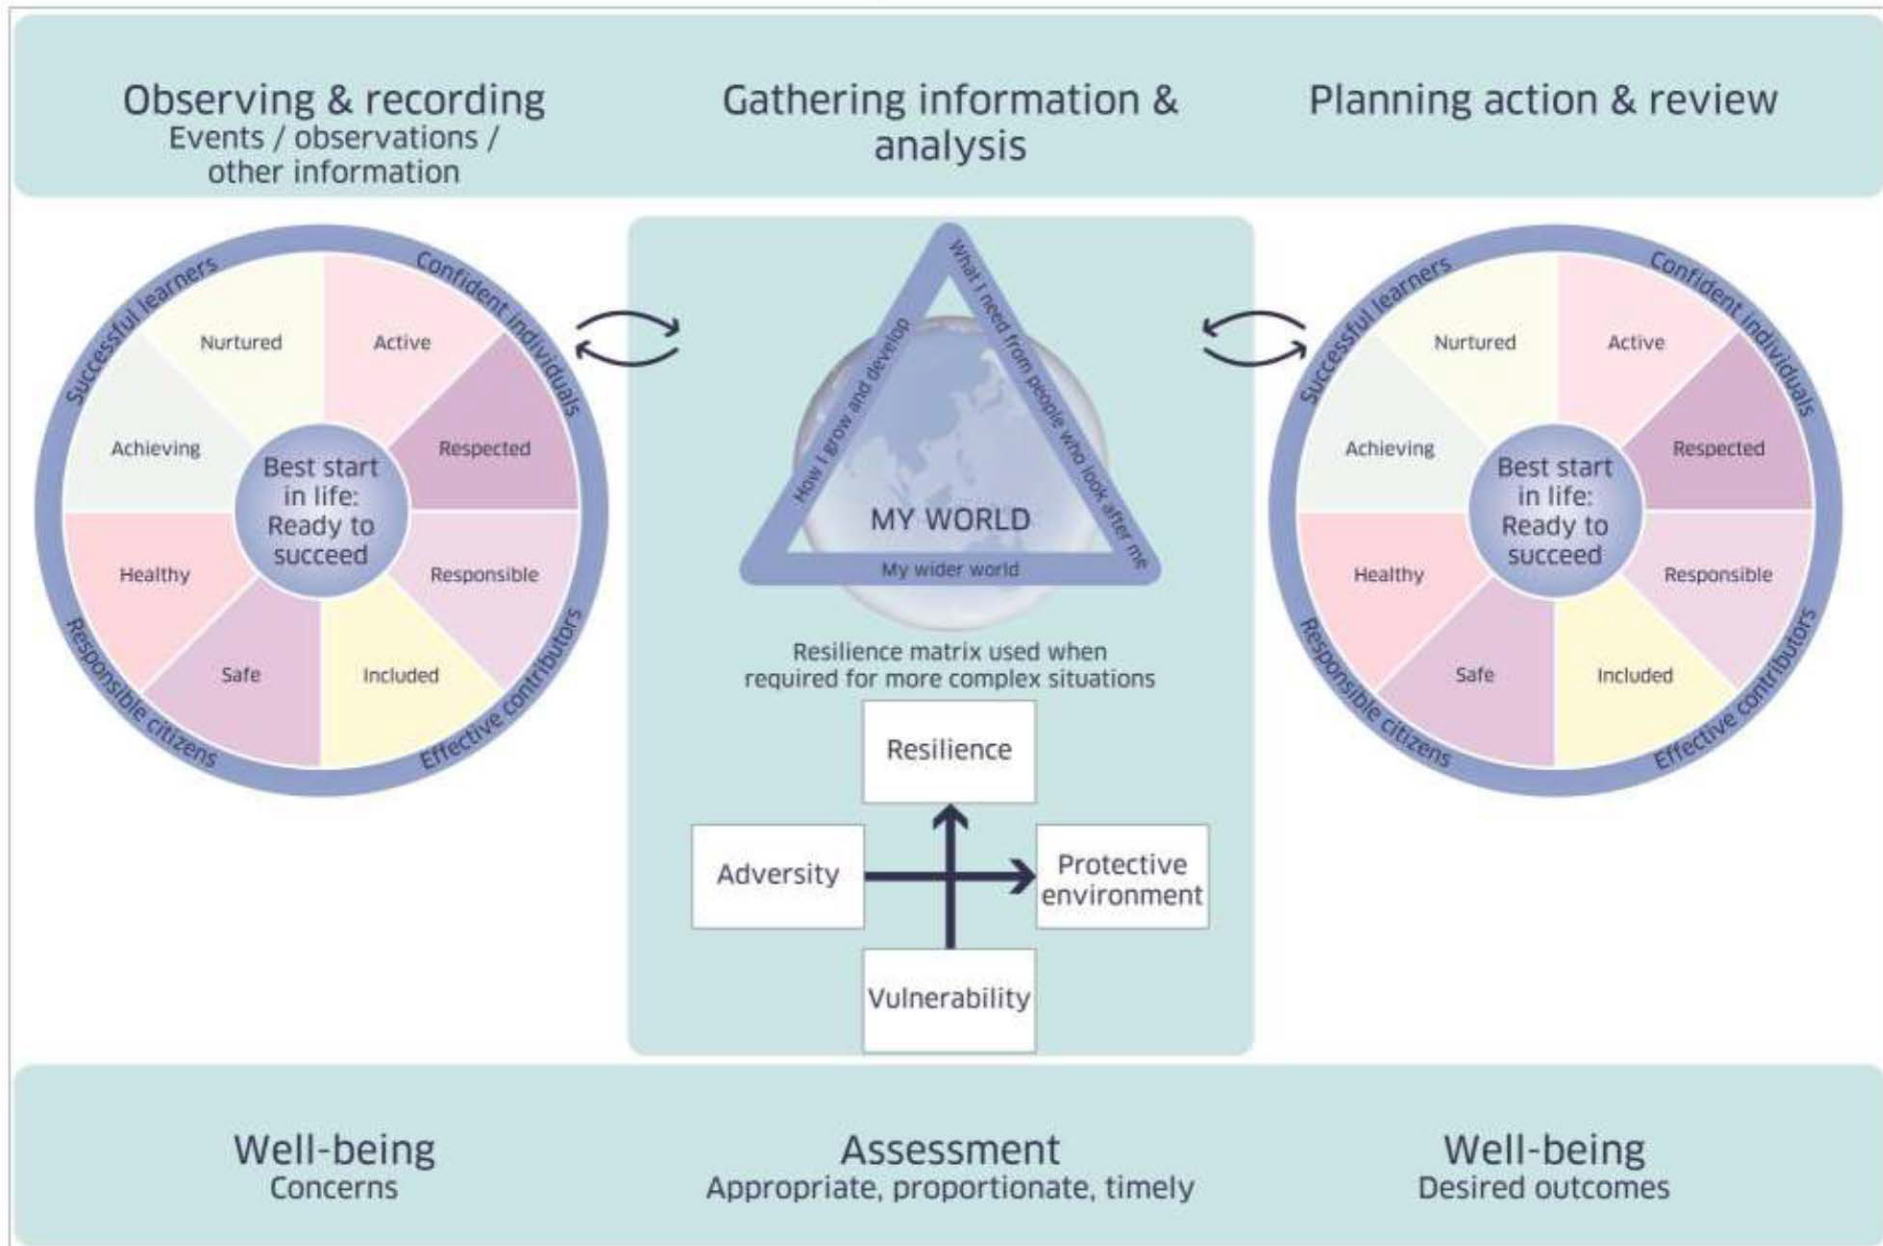 Observing & recording
Events / observations /
other information
Gathering information &
analysis
Planning action & review
Successful learners
Confident individuals
Nurtured
Active
Achieving
Respected
Best start
in life:
Ready to
succeed
Healthy
Responsible
Safe
Included
Responsible citizens
Effective contributors
How I grow and develop
What I need from people who look after me
MY WORLD
My wider world
Resilience matrix used when
required for more complex situations
Resilience
Adversity
Protective
environment
Vulnerability
Successful learners
Confident individuals
Nurtured
Active
Achieving
Respected
Best start
in life:
Ready to
succeed
Healthy
Responsible
Safe
Included
Responsible citizens
Effective contributors
Well-being
Concerns
Assessment
Appropriate, proportionate, timely
Well-being
Desired outcomes